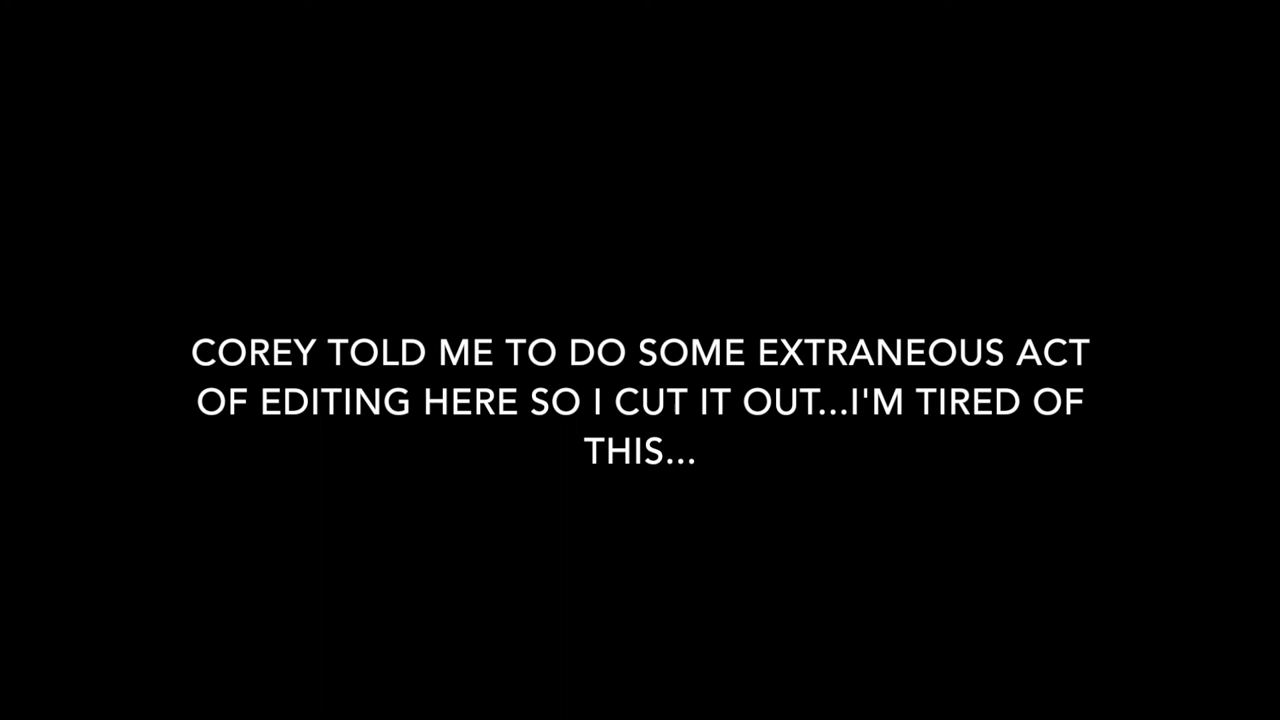 COREY TOLD ME TO DO SOME EXTRANEOUS ACT
OF EDITING HERE SO I CUT IT OUT...I'M TIRED OF
THIS...